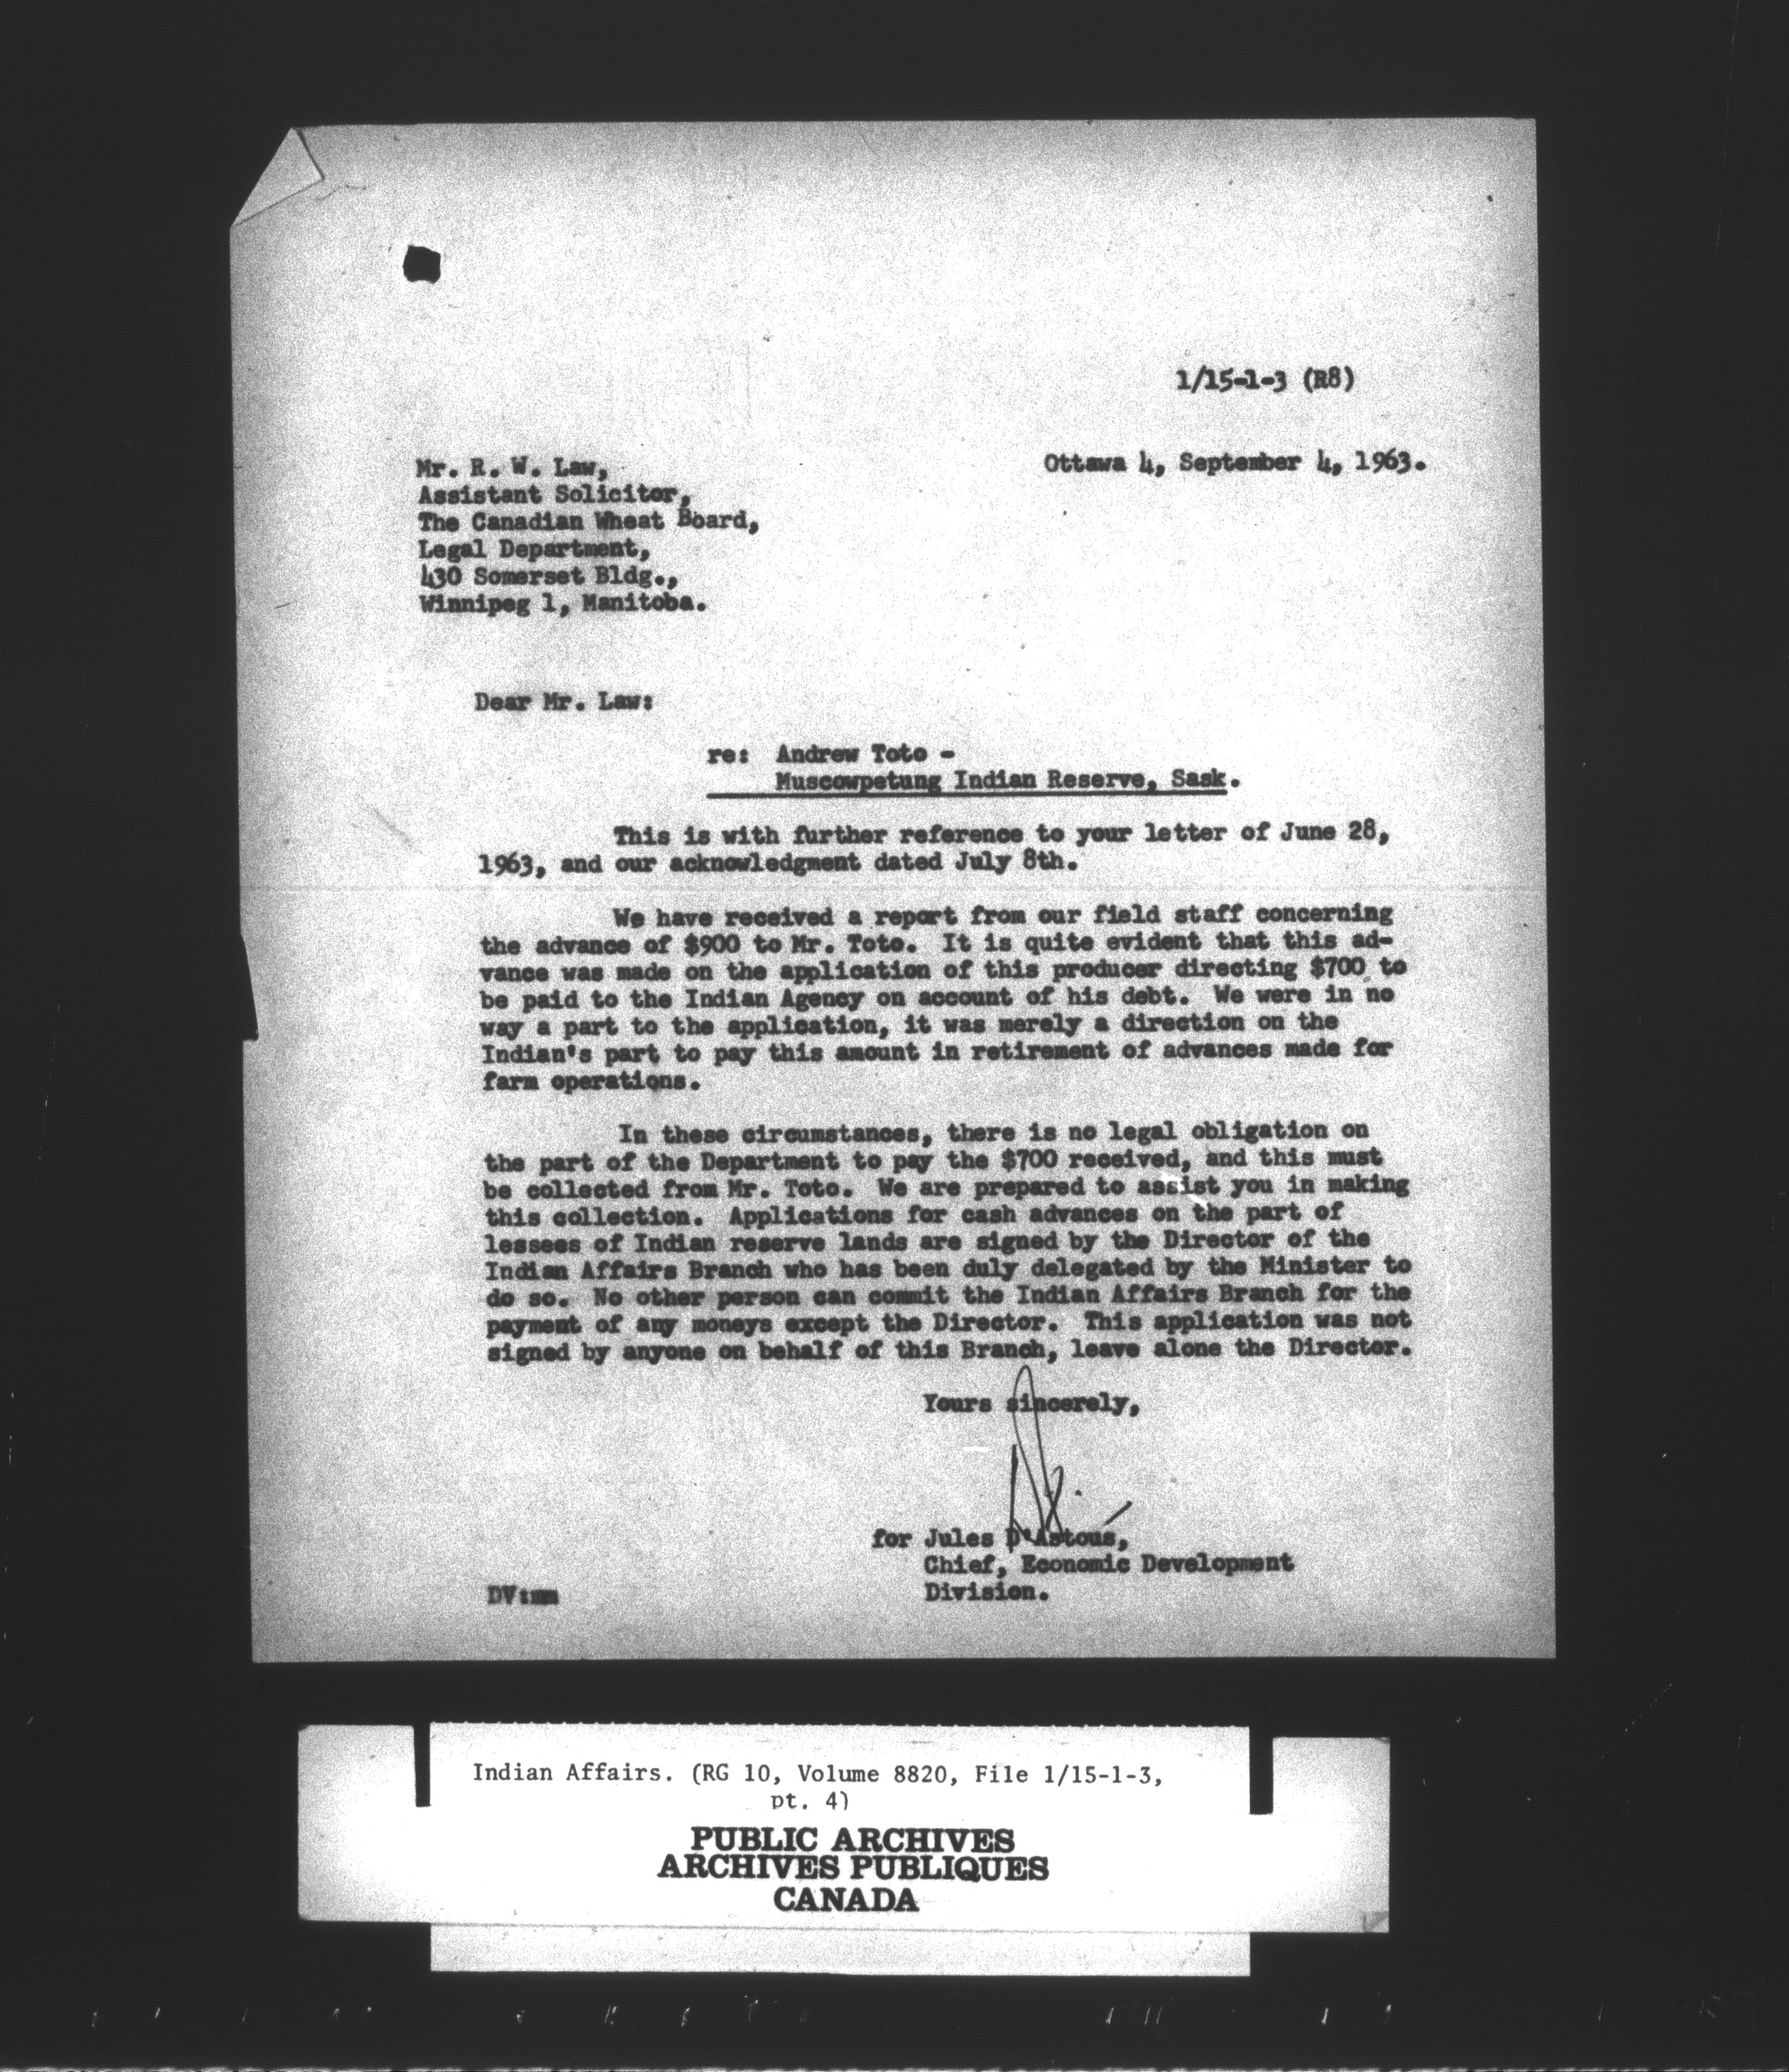 1/15-1-3 (R8)
Ottawa 4, September 4, 1963.
Mr. R. W. Law,
Assistant Solicitor,
The Canadian Wheat Board,
Legal Department,
430 Somerset Bldg.,
Winnipeg 1, Manitoba.
Dear Mr. Law:
re: Andrew Toto -
Muscowpetung Indian Reserve, Sask.
This is with further reference to your letter of June 28,
1963, and our acknowledgment dated July 8th.
We have received a report from our field staff concerning
the advance of $900 to Mr. Toto. It is quite evident that this ad-
vance was made on the application of this producer directing $700 to
be paid to the Indian Agency on account of his debt. We were in no
way a part to the application, it was merely a direction on the
Indian's part to pay this amount in retirement of advances made for
farm operations.
In these circumstances, there is no legal obligation on
the part of the Department to pay the $700 received, and this must
be collected from Mr. Toto. We are prepared to assist you in making
this collection. Applications for cash advances on the part of
lessees of Indian reserve lands are signed by the Director of the
Indian Affairs Branch who has been duly delegated by the Minister to
do so. No other person can commit the Indian Affairs Branch for the
payment of any moneys except the Director. This application was not
signed by anyone on behalf of this Branch, leave alone the Director.
Yours sincerely,
for Jules D'Astous,
Chief, Economic Development
Division.
DV:mm
Indian Affairs. (RG 10, Volume 8820, File 1/15-1-3,
pt. 4)
PUBLIC ARCHIVES
ARCHIVES PUBLIQUES
CANADA